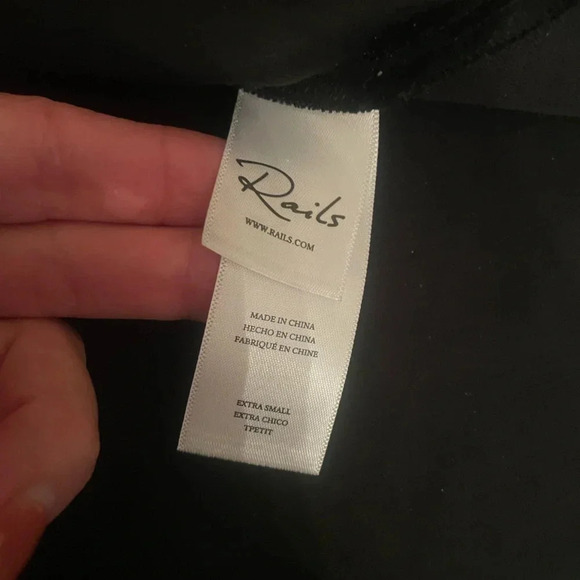 Rails
WWW.RAILS.COM
MADE IN CHINA
HECHO EN CHINA
FABRIQUÉ EN CHINE
EXTRA SMALL
EXTRA CHICO
TPETIT